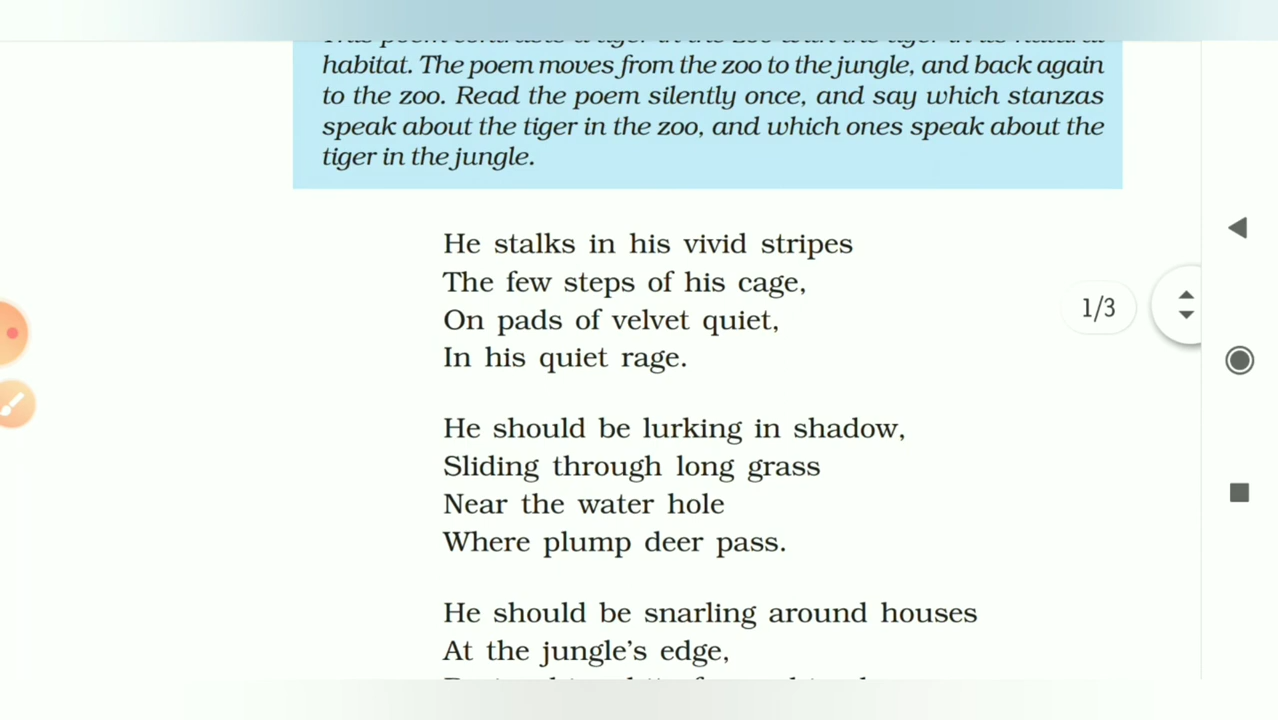 habitat. The poem moves from the zoo to the jungle, and back again
to the zoo. Read the poem silently once, and say which stanzas
speak about the tiger in the zoo, and which ones speak about the
tiger in the jungle.
He stalks in his vivid stripes
The few steps of his cage,
On pads of velvet quiet,
In his quiet rage.
1/3
He should be lurking in shadow,
Sliding through long grass
Near the water hole
Where plump deer pass.
He should be snarling around houses
At the jungle's edge,